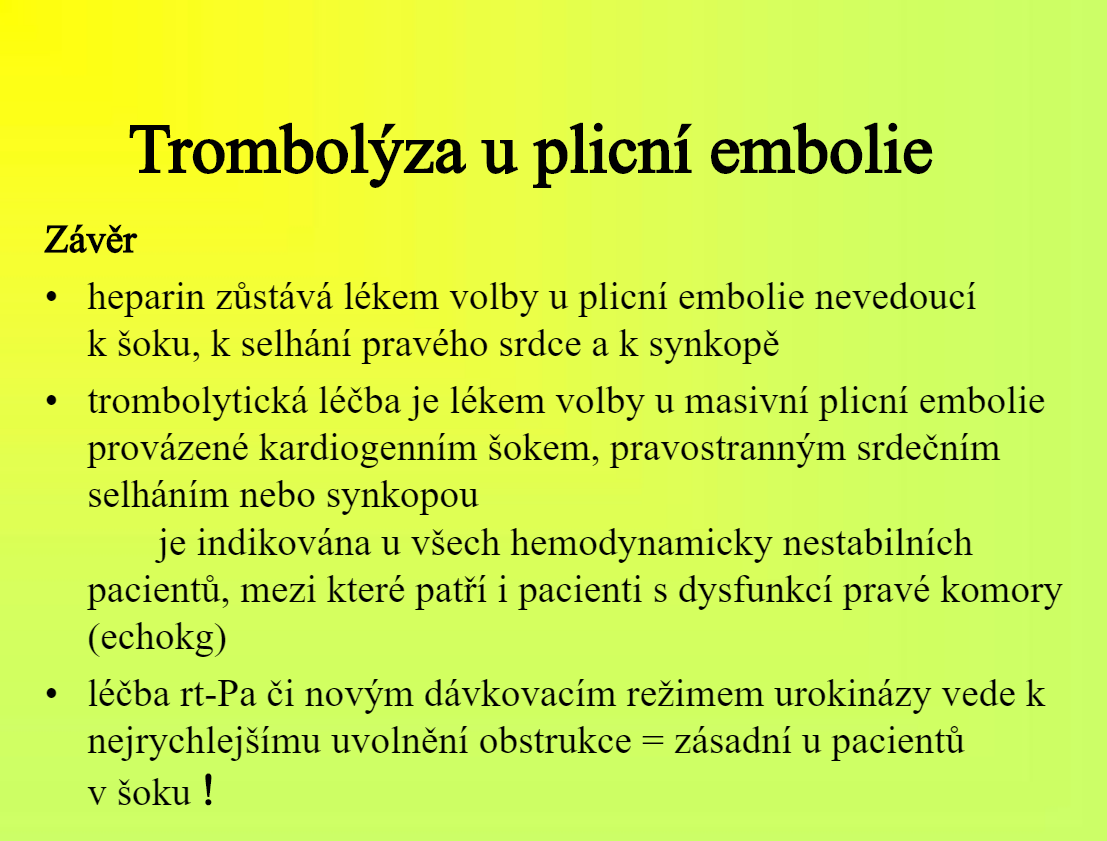 Trombolýza u plicní embolie
Závěr
• heparin zůstává lékem volby u plicní embolie nevedoucí
k šoku, k selhání pravého srdce a k synkopě
• trombolytická léčba je lékem volby u masivní plicní embolie
provázené kardiogenním šokem, pravostranným srdečním
selháním nebo synkopou
je indikována u všech hemodynamicky nestabilních
pacientů, mezi které patří i pacienti s dysfunkcí pravé komory
(echokg)
• léčba rt-Pa či novým dávkovacím režimem urokinázy vede k
nejrychlejšímu uvolnění obstrukce = zásadní u pacientů
v šoku !